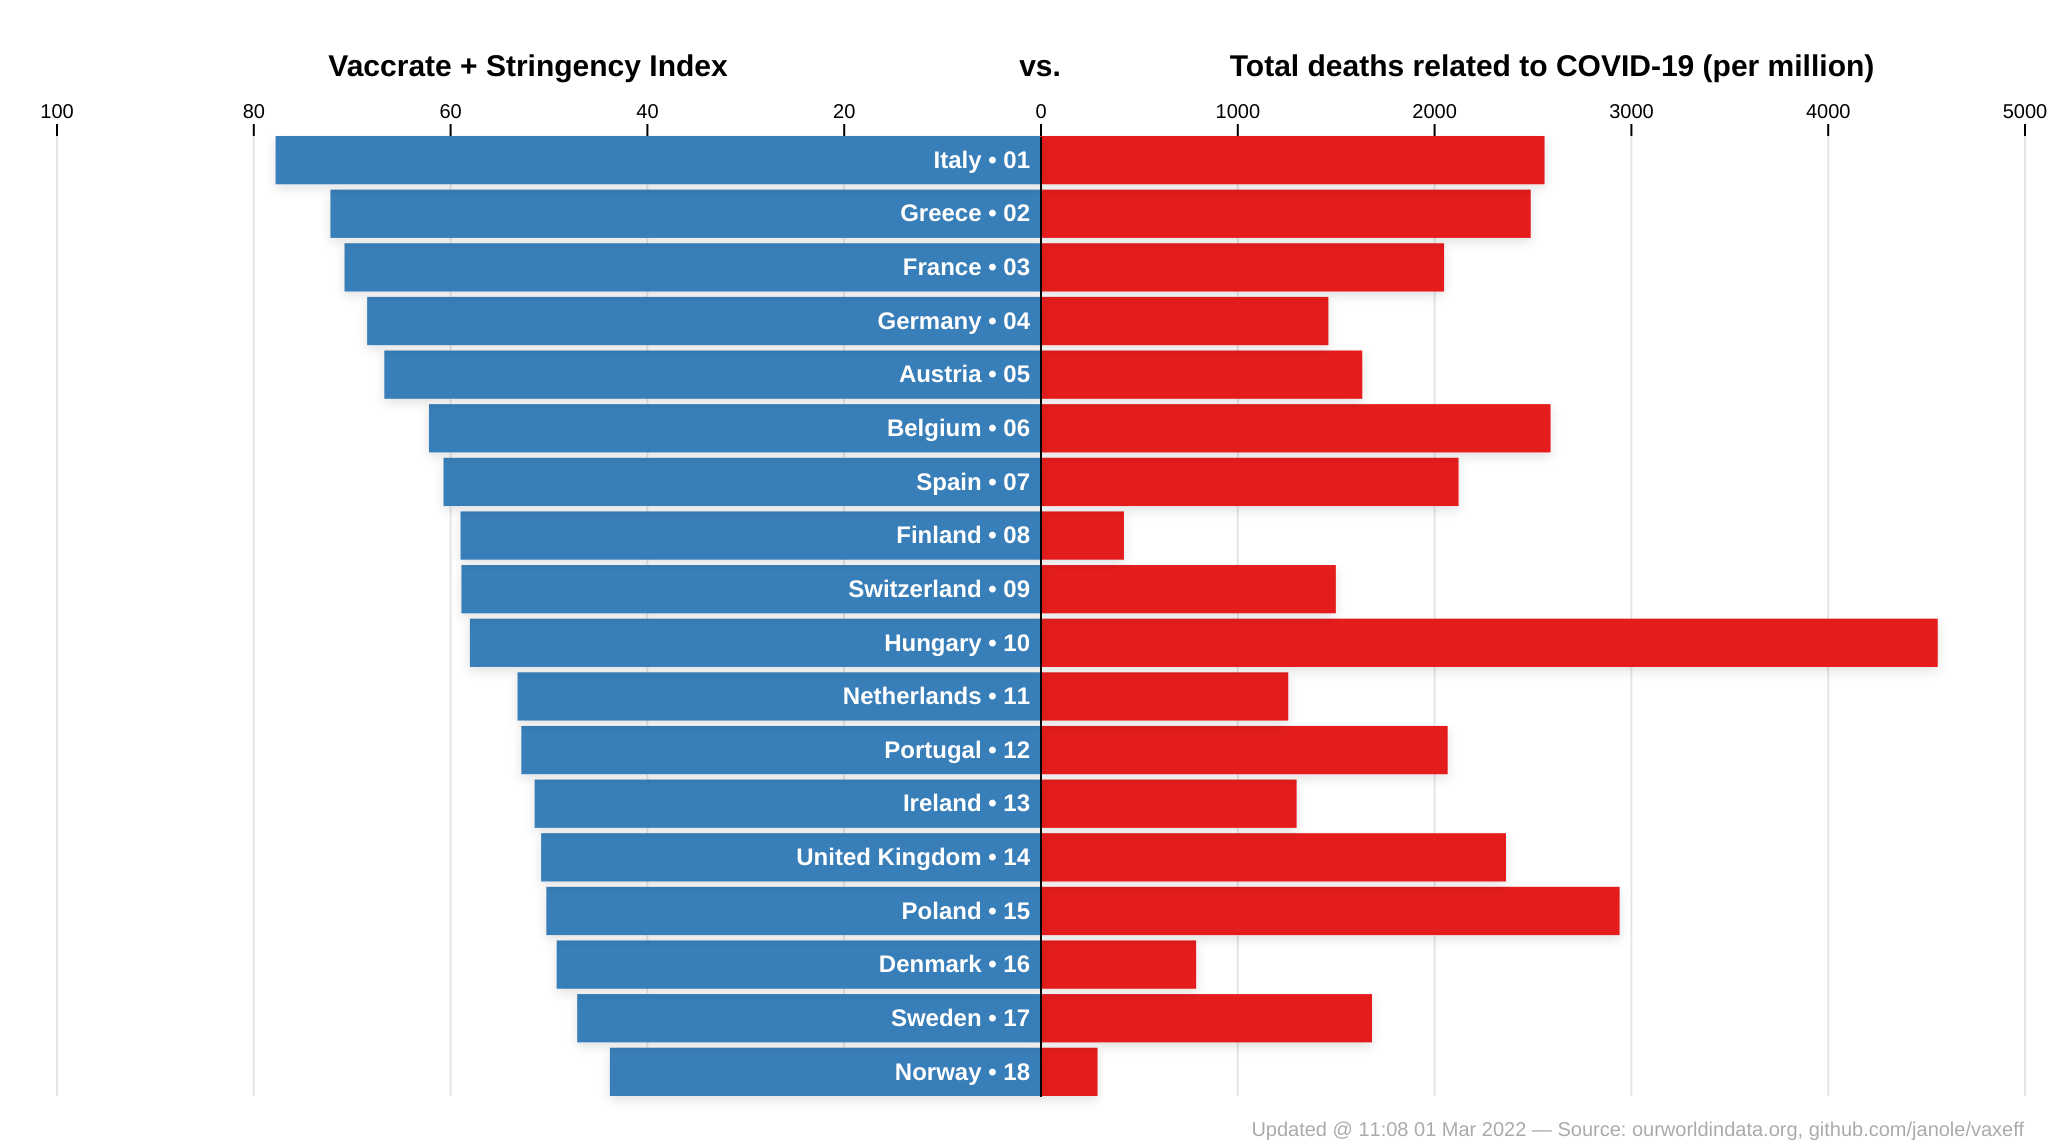 Vaccrate + Stringency Index vs. Total deaths related to COVID-19 (per million)
100 80 60 40 20 0 1000 2000 3000 4000 5000
Italy • 01
Greece • 02
France • 03
Germany • 04
Austria • 05
Belgium • 06
Spain • 07
Finland • 08
Switzerland • 09
Hungary • 10
Netherlands • 11
Portugal • 12
Ireland • 13
United Kingdom • 14
Poland • 15
Denmark • 16
Sweden • 17
Norway • 18
Updated @ 11:08 01 Mar 2022 — Source: ourworldindata.org, github.com/janole/vaxeff